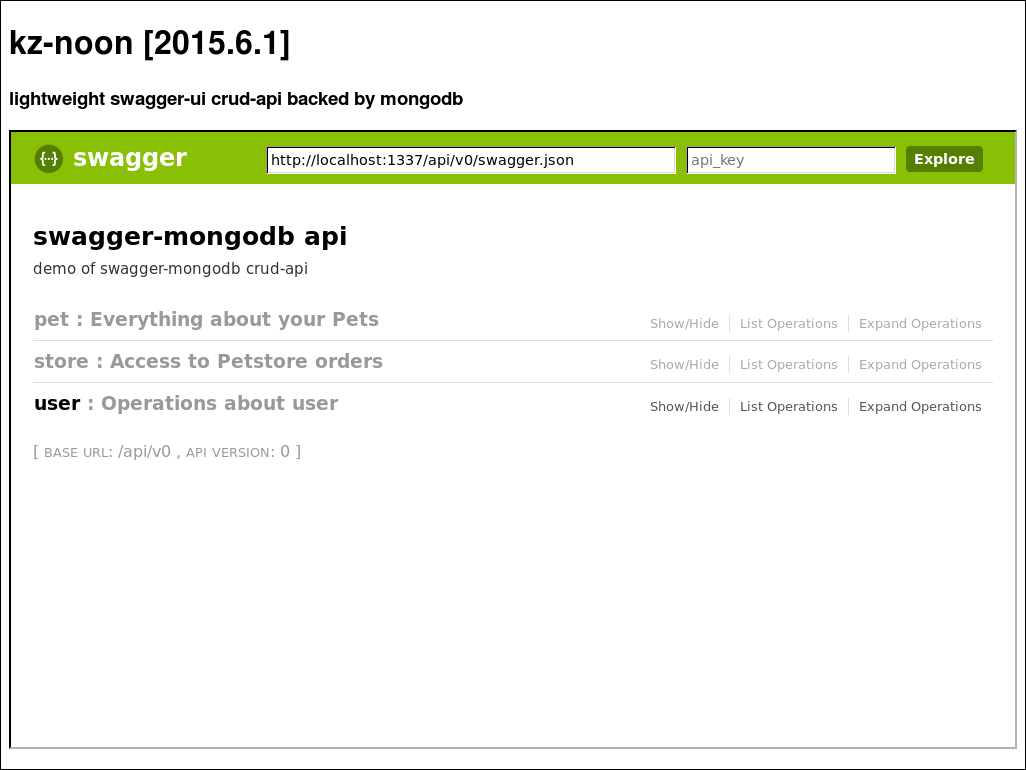 kz-noon [2015.6.1]
lightweight swagger-ui crud-api backed by mongodb
{···} swagger http://localhost:1337/api/v0/swagger.json api_key Explore
swagger-mongodb api
demo of swagger-mongodb crud-api
pet : Everything about your Pets Show/Hide List Operations Expand Operations
store : Access to Petstore orders Show/Hide List Operations Expand Operations
user : Operations about user Show/Hide List Operations Expand Operations
[ BASE URL: /api/v0 , API VERSION: 0 ]